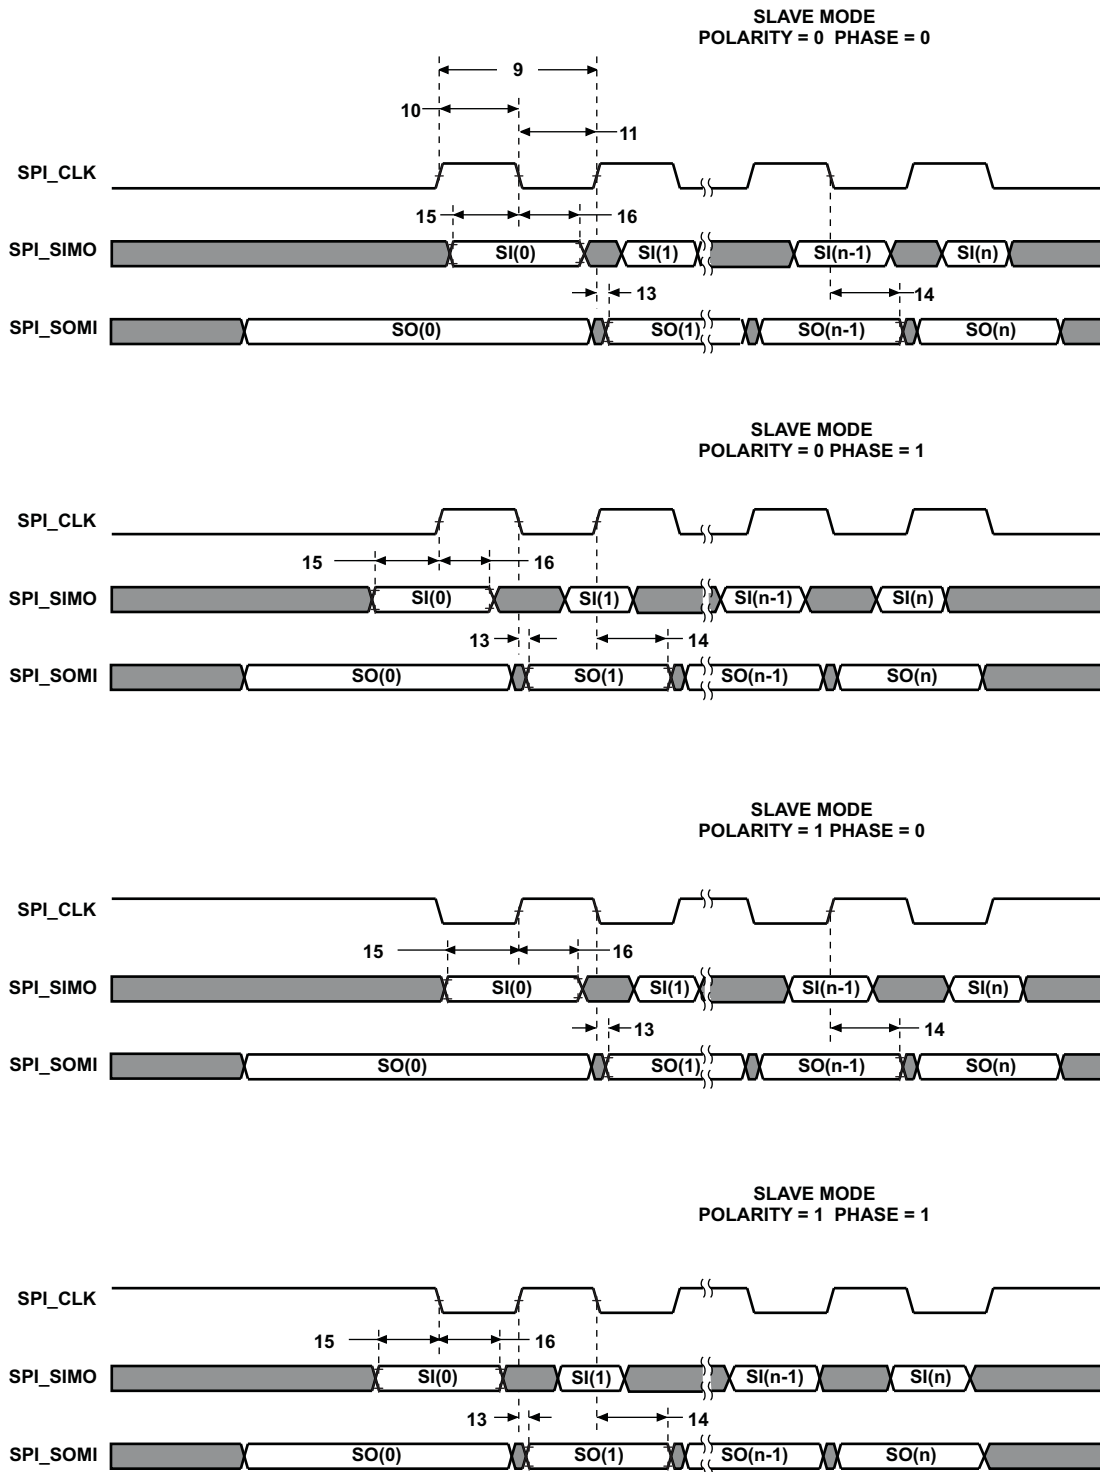 SLAVE MODE
POLARITY = 0 PHASE = 0
9
10
11
SPI_CLK
15
16
SPI_SIMO
SI(0)
SI(1)
SI(n-1)
SI(n)
13
14
SPI_SOMI
SO(0)
SO(1)
SO(n-1)
SO(n)
SLAVE MODE
POLARITY = 0 PHASE = 1
SPI_CLK
15
16
SPI_SIMO
SI(0)
SI(1)
SI(n-1)
SI(n)
13
14
SPI_SOMI
SO(0)
SO(1)
SO(n-1)
SO(n)
SLAVE MODE
POLARITY = 1 PHASE = 0
SPI_CLK
15
16
SPI_SIMO
SI(0)
SI(1)
SI(n-1)
SI(n)
13
14
SPI_SOMI
SO(0)
SO(1)
SO(n-1)
SO(n)
SLAVE MODE
POLARITY = 1 PHASE = 1
SPI_CLK
15
16
SPI_SIMO
SI(0)
SI(1)
SI(n-1)
SI(n)
13
14
SPI_SOMI
SO(0)
SO(1)
SO(n-1)
SO(n)